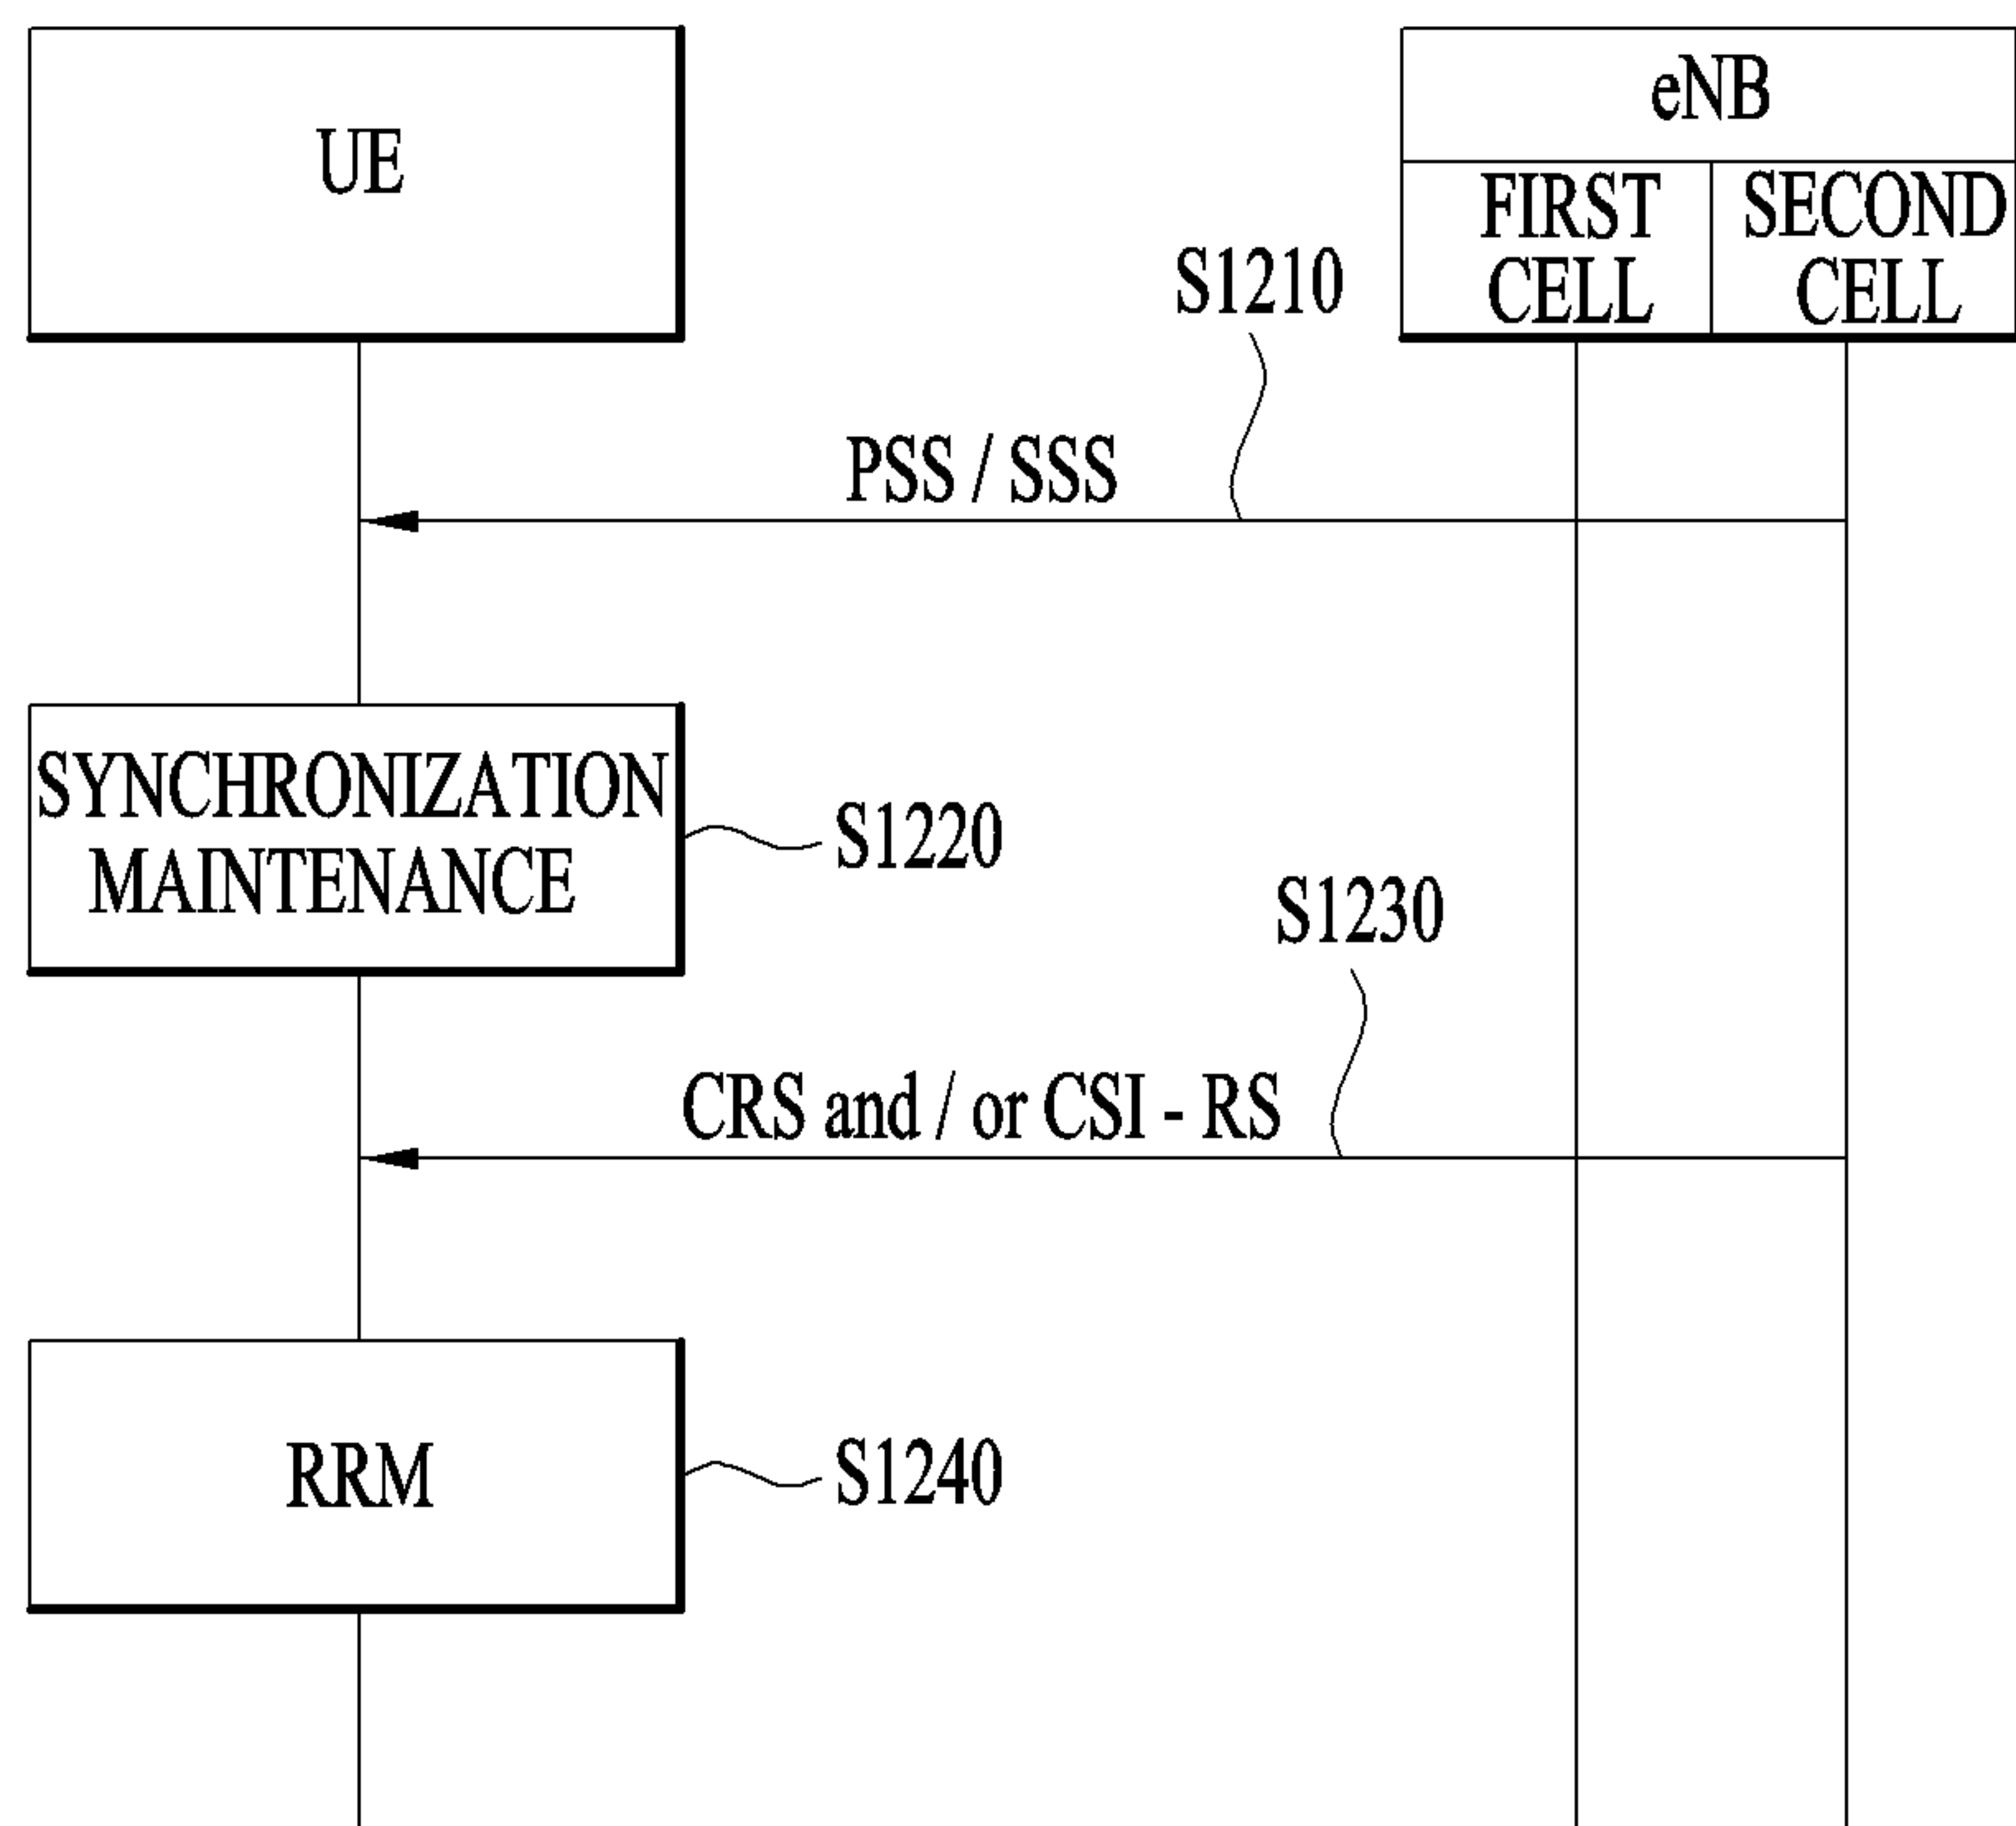 UE
eNB
FIRST
CELL
SECOND
CELL
S1210
PSS / SSS
SYNCHRONIZATION
MAINTENANCE
S1220
S1230
CRS and / or CSI - RS
RRM
S1240